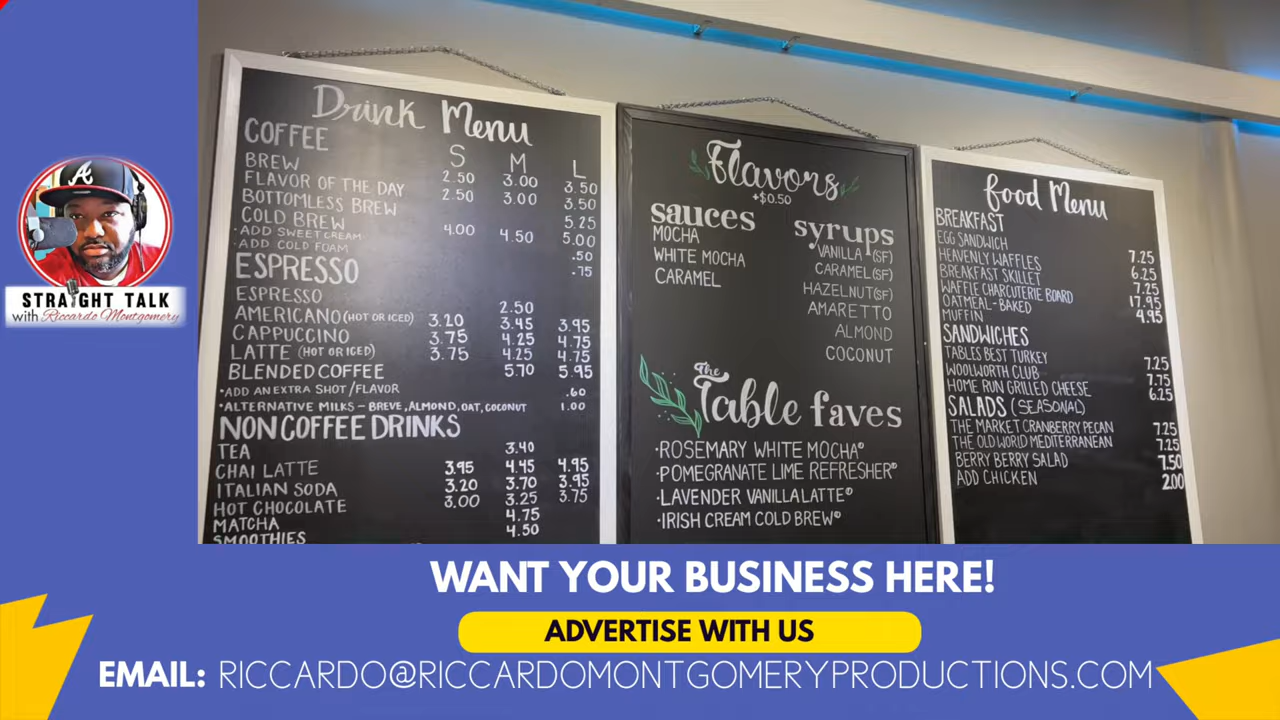 Drink Menu
COFFEE
S M L
BREW 2.50 3.00 3.50
FLAVOR OF THE DAY 2.50 3.00 3.50
BOTTOMLESS BREW 5.25
COLD BREW 4.00 4.50 5.00
·ADD SWEET CREAM .50
·ADD COLD FOAM .75
ESPRESSO
ESPRESSO 2.50
AMERICANO (HOT OR ICED) 3.20 3.45 3.95
CAPPUCCINO 3.75 4.25 4.75
LATTE (HOT OR ICED) 3.75 4.25 4.75
BLENDED COFFEE 5.70 5.95
·ADD AN EXTRA SHOT/FLAVOR .60
·ALTERNATIVE MILKS - BREVE, ALMOND, OAT, COCONUT 1.00
NON COFFEE DRINKS
TEA 3.40
CHAI LATTE 3.95 4.45 4.95
ITALIAN SODA 3.20 3.70 3.95
HOT CHOCOLATE 3.00 3.25 3.75
MATCHA 4.75
SMOOTHIES 4.50
Flavors
+$0.50
sauces
MOCHA
WHITE MOCHA
CARAMEL
syrups
VANILLA (SF)
CARAMEL (SF)
HAZELNUT (SF)
AMARETTO
ALMOND
COCONUT
The
Table faves
·ROSEMARY WHITE MOCHA
·POMEGRANATE LIME REFRESHER
·LAVENDER VANILLA LATTE
·IRISH CREAM COLD BREW
food Menu
BREAKFAST
EGG SANDWICH 7.25
HEAVENLY WAFFLES 6.25
BREAKFAST SKILLET 7.25
WAFFLE CHARCUTERIE BOARD 17.95
OATMEAL - BAKED 4.95
MUFFIN
SANDWICHES
TABLES BEST TURKEY 7.25
WOOLWORTH CLUB 7.75
HOME RUN GRILLED CHEESE 6.25
SALADS (SEASONAL)
THE MARKET CRANBERRY PECAN 7.25
THE OLD WORLD MEDITERRANEAN 7.25
BERRY BERRY SALAD 7.50
ADD CHICKEN 2.00
A
STRAIGHT TALK
with Riccardo Montgomery
WANT YOUR BUSINESS HERE!
ADVERTISE WITH US
EMAIL: RICCARDO@RICCARDOMONTGOMERYPRODUCTIONS.COM